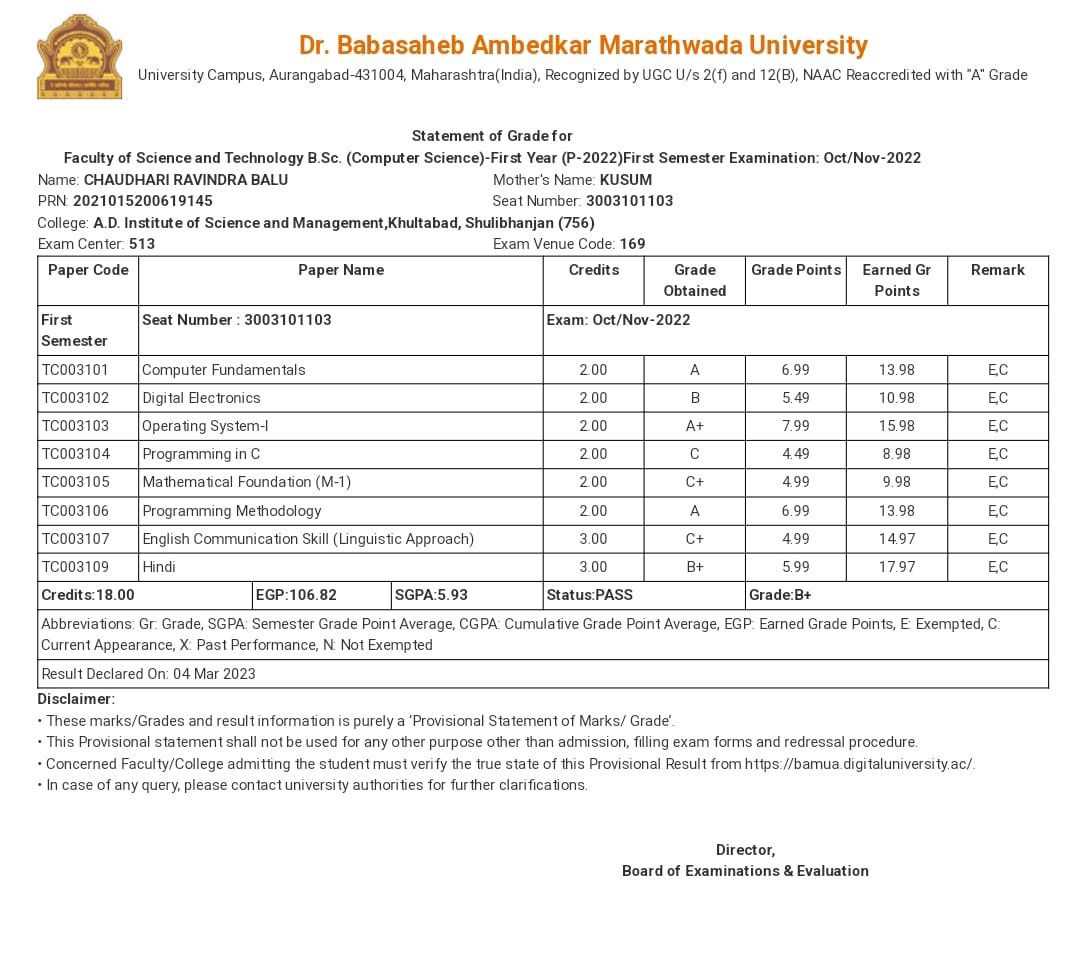 Dr. Babasaheb Ambedkar Marathwada University
University Campus, Aurangabad-431004, Maharashtra(India), Recognized by UGC U/s 2(f) and 12(B), NAAC Reaccredited with "A" Grade
Statement of Grade for
Faculty of Science and Technology B.Sc. (Computer Science)-First Year (P-2022)First Semester Examination: Oct/Nov-2022
Name: CHAUDHARI RAVINDRA BALU Mother's Name: KUSUM
PRN: 2021015200619145 Seat Number: 3003101103
College: A.D. Institute of Science and Management,Khultabad, Shulibhanjan (756)
Exam Center: 513 Exam Venue Code: 169
Paper Code Paper Name Credits Grade Obtained Grade Points Earned Gr Points Remark
First Semester Seat Number : 3003101103 Exam: Oct/Nov-2022
TC003101 Computer Fundamentals 2.00 A 6.99 13.98 E,C
TC003102 Digital Electronics 2.00 B 5.49 10.98 E,C
TC003103 Operating System-I 2.00 A+ 7.99 15.98 E,C
TC003104 Programming in C 2.00 C 4.49 8.98 E,C
TC003105 Mathematical Foundation (M-1) 2.00 C+ 4.99 9.98 E,C
TC003106 Programming Methodology 2.00 A 6.99 13.98 E,C
TC003107 English Communication Skill (Linguistic Approach) 3.00 C+ 4.99 14.97 E,C
TC003109 Hindi 3.00 B+ 5.99 17.97 E,C
Credits:18.00 EGP:106.82 SGPA:5.93 Status:PASS Grade:B+
Abbreviations: Gr: Grade, SGPA: Semester Grade Point Average, CGPA: Cumulative Grade Point Average, EGP: Earned Grade Points, E: Exempted, C:
Current Appearance, X: Past Performance, N: Not Exempted
Result Declared On: 04 Mar 2023
Disclaimer:
• These marks/Grades and result information is purely a ‘Provisional Statement of Marks/ Grade’.
• This Provisional statement shall not be used for any other purpose other than admission, filling exam forms and redressal procedure.
• Concerned Faculty/College admitting the student must verify the true state of this Provisional Result from https://bamua.digitaluniversity.ac/.
• In case of any query, please contact university authorities for further clarifications.
Director,
Board of Examinations & Evaluation